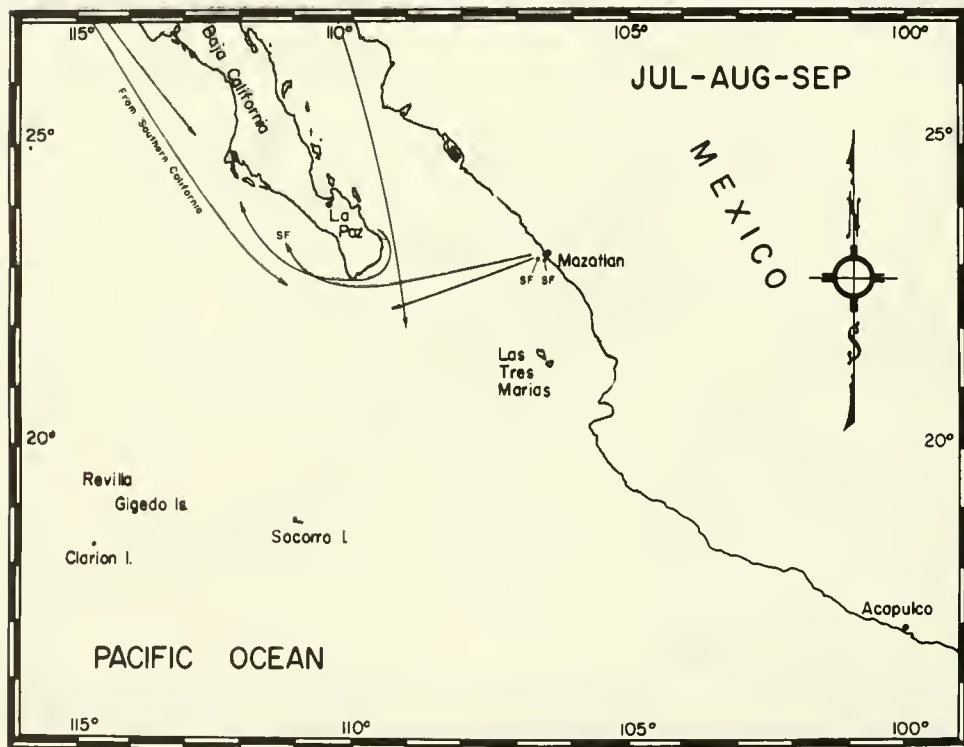 115°
110°
105°
100°
Baja California
JUL-AUG-SEP
25°
25°
From Southern California
MEXICO
N
La
Paz
SF
Mazatlan
SF SF
S
Las
Tres
Marias
20°
20°
Revilla
Gigedo Is.
Socorro I.
Clarion I.
Acapulco
PACIFIC OCEAN
115°
110°
105°
100°